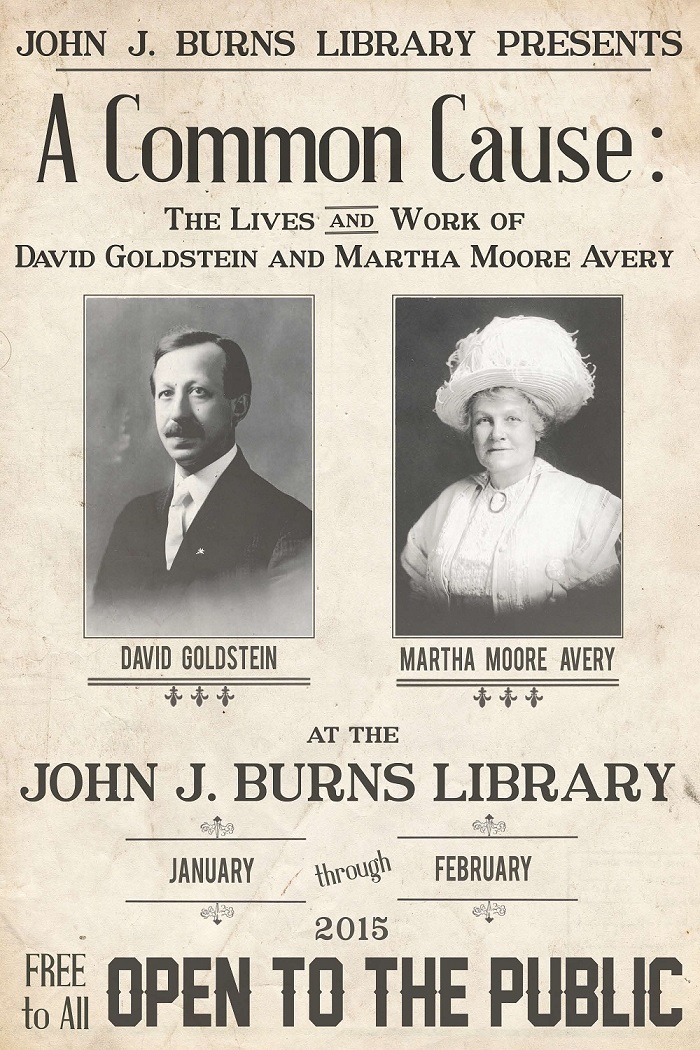 JOHN J. BURNS LIBRARY PRESENTS
A Common Cause:
THE LIVES AND WORK OF
DAVID GOLDSTEIN AND MARTHA MOORE AVERY
DAVID GOLDSTEIN
MARTHA MOORE AVERY
AT THE
JOHN J. BURNS LIBRARY
JANUARY through FEBRUARY
2015
FREE to All
OPEN TO THE PUBLIC